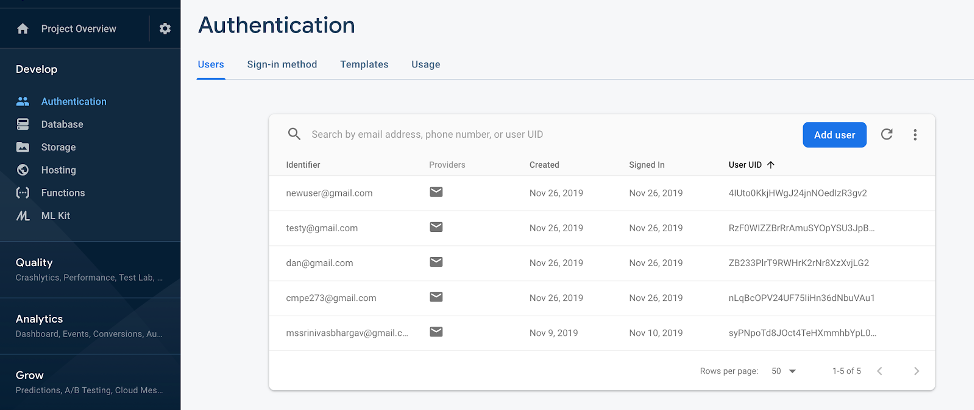 Project Overview
Develop
Authentication
Database
Storage
Hosting
Functions
ML Kit
Quality
Crashlytics, Performance, Test Lab, ...
Analytics
Dashboard, Events, Conversions, Au...
Grow
Predictions, A/B Testing, Cloud Mes...
Authentication
Users Sign-in method Templates Usage
Search by email address, phone number, or user UID Add user
Identifier Providers Created Signed In User UID
newuser@gmail.com Nov 26, 2019 Nov 26, 2019 4IUto0KkjHWgJ24jnNOedIzR3gv2
testy@gmail.com Nov 26, 2019 Nov 26, 2019 RzF0WIZZBrRrAmuSYOpYSU3JpB...
dan@gmail.com Nov 26, 2019 Nov 26, 2019 ZB233PlrT9RWHrK2rNr8XzXvjLG2
cmpe273@gmail.com Nov 26, 2019 Nov 26, 2019 nLqBcOPV24UF75IiHn36dNbuVAu1
mssrinivasbhargav@gmail.c... Nov 9, 2019 Nov 10, 2019 syPNpoTd8JOct4TeHXmmhbYpL0...
Rows per page: 50 1-5 of 5